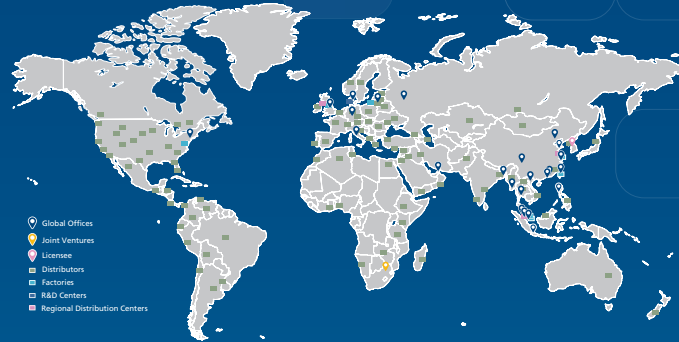 Global Offices
Joint Ventures
Licensee
Distributors
Factories
R&D Centers
Regional Distribution Centers